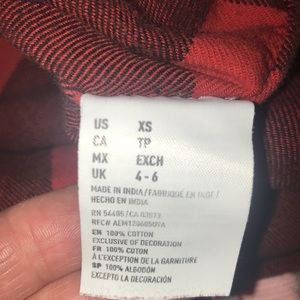 US XS
CA TP
MX EXCH
UK 4-6
MADE IN INDIA/FABRIQUÉ EN INDE/
HECHO EN INDIA
RN 54485/CA 03873
100% COTTON
EXCLUSIVE OF DECORATION
FR 100% COTON
À L'EXCEPTION DE LA GARNITURE
SP 100% ALGODÓN
EXCEPTO LA DECORACIÓN